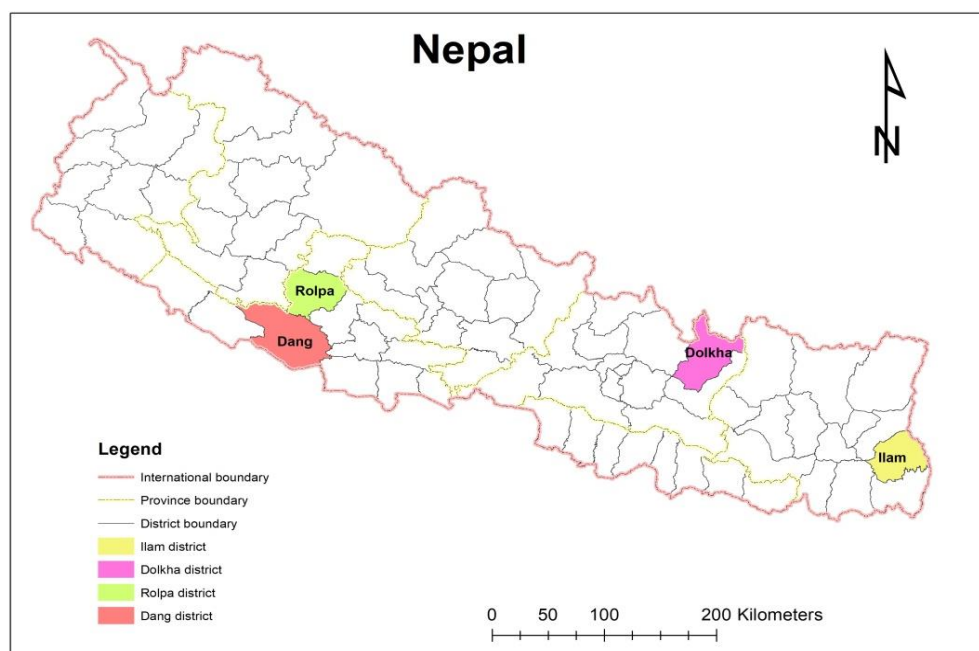 Nepal
N
Rolpa
Dang
Dolkha
Ilam
Legend
International boundary
Province boundary
District boundary
Ilam district
Dolkha district
Rolpa district
Dang district
0 50 100 200 Kilometers